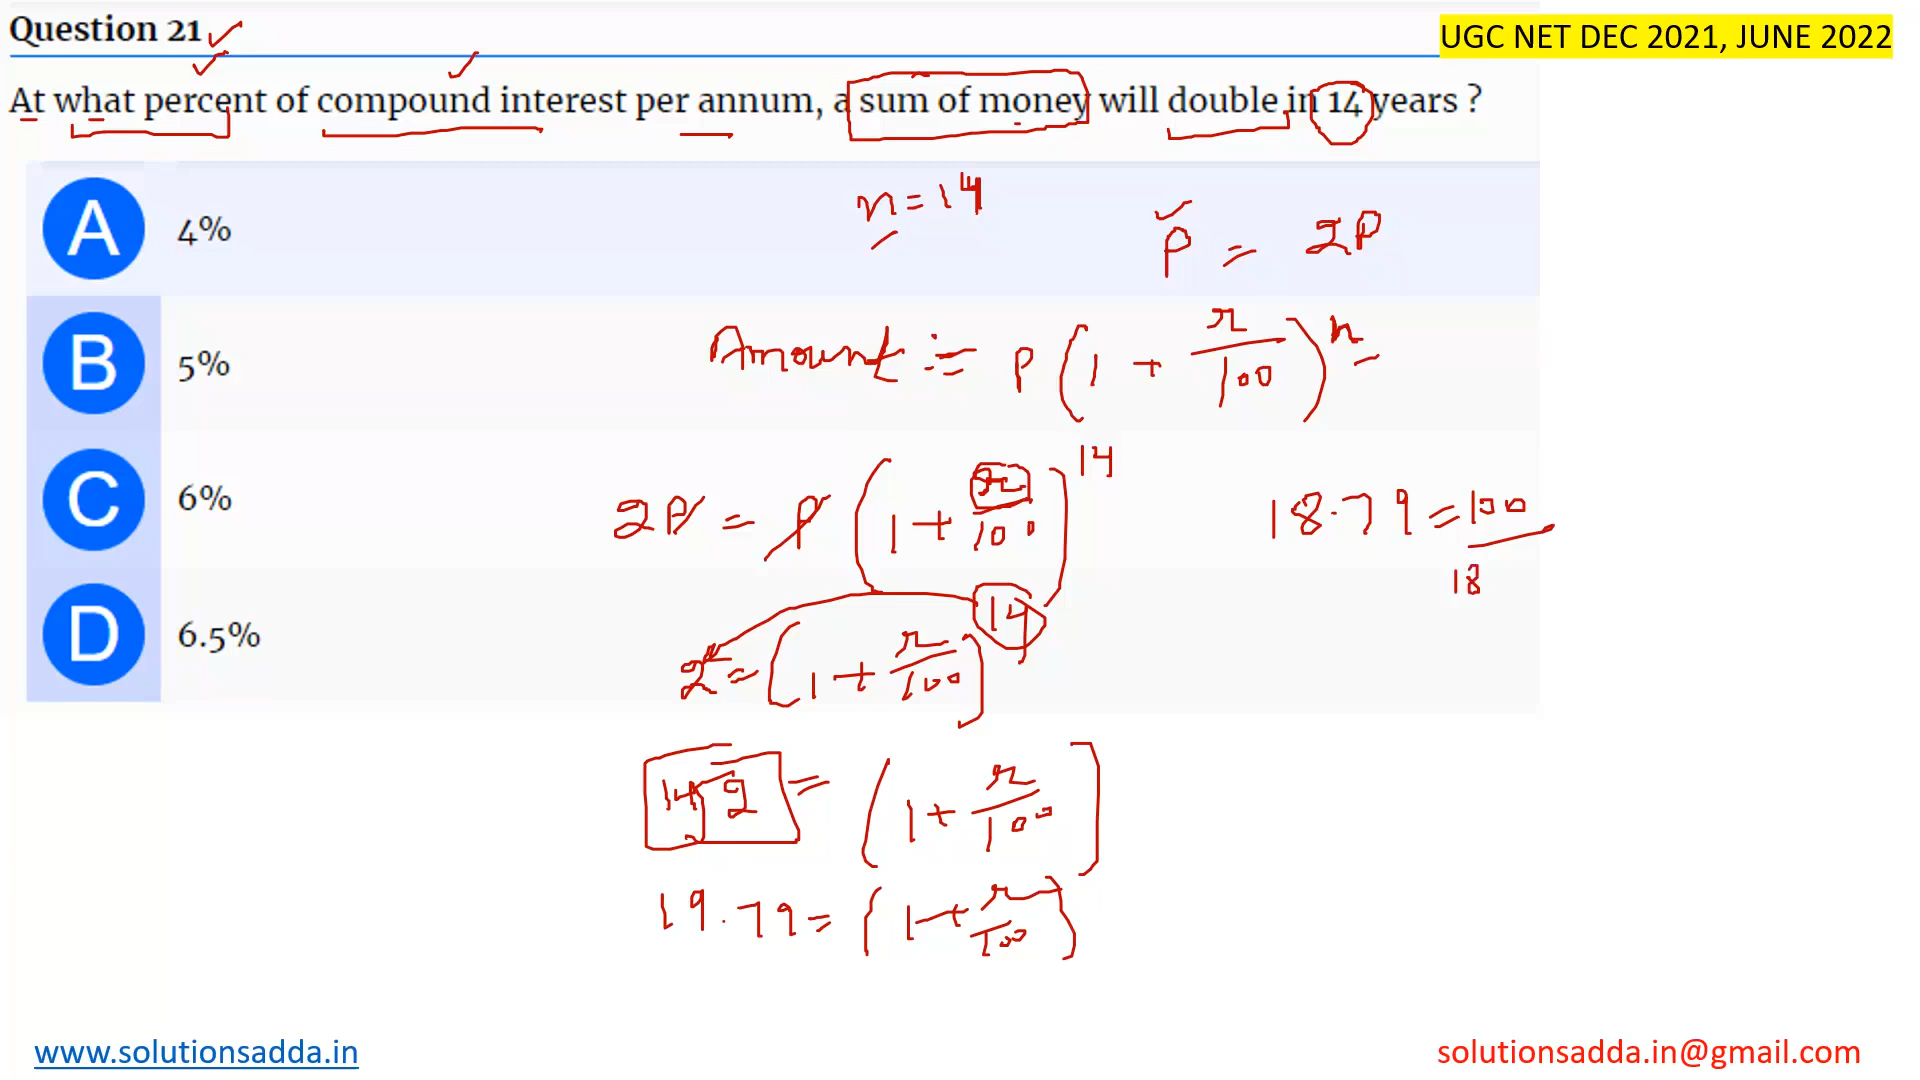 Question 21
UGC NET DEC 2021, JUNE 2022
At what percent of compound interest per annum, a sum of money will double in 14 years ?
A 4%
n = 14
P = 2P
B 5%
Amount = P(1 + r/100)^n
C 6%
2P = P(1 + r/100)^14
18.79 = 100/18
D 6.5%
2 = (1 + r/100)^14
14√2 = (1 + r/100)
19.79 = (1 + r/100)
www.solutionsadda.in
solutionsadda.in@gmail.com